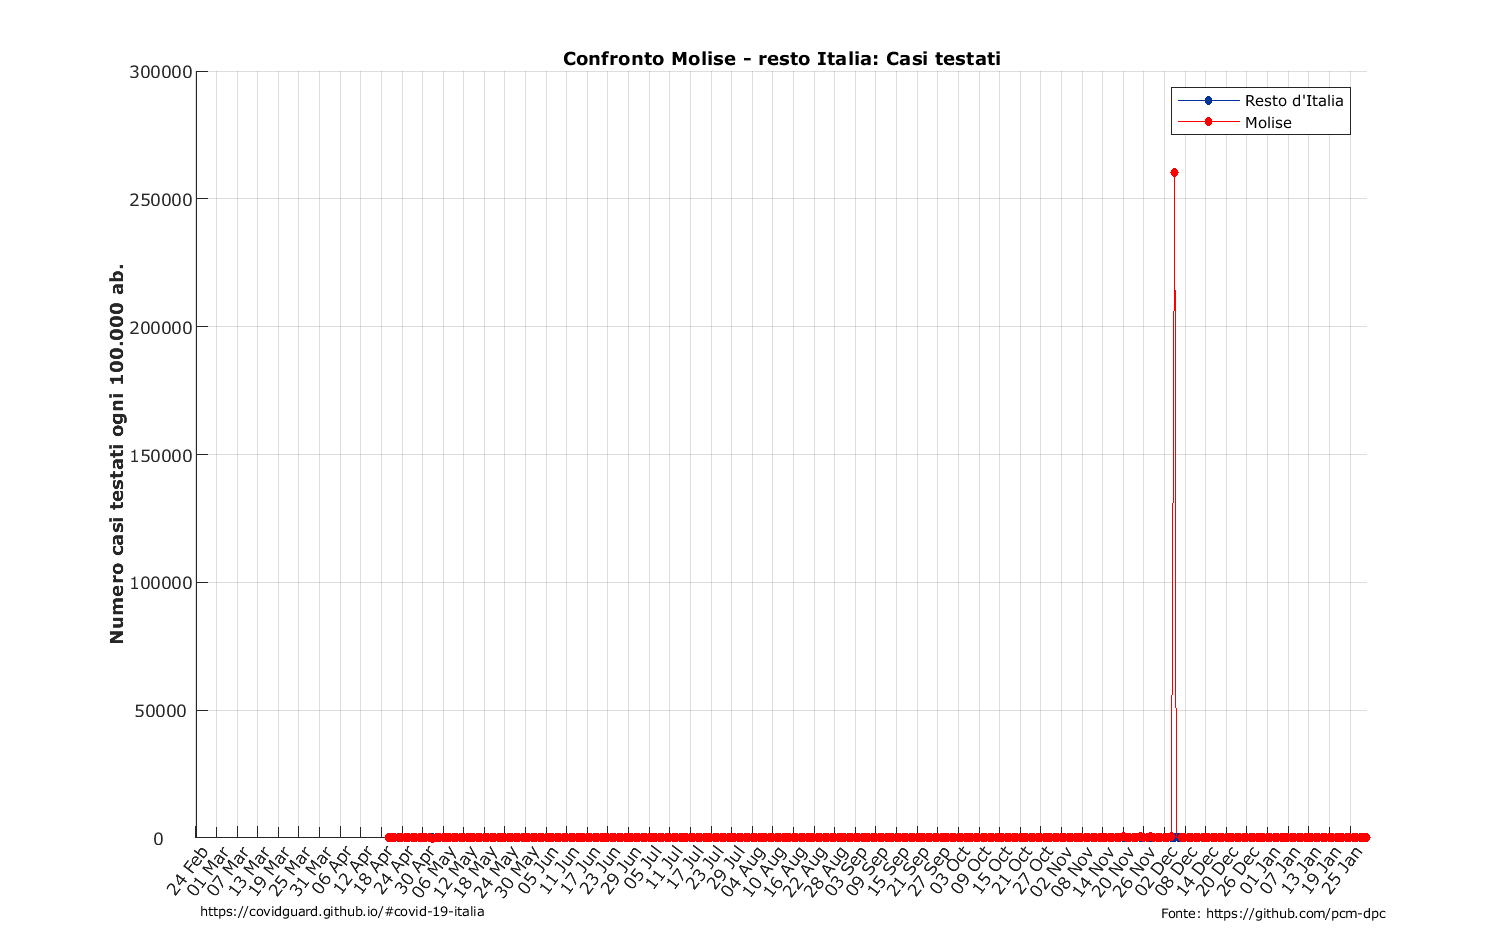 Confronto Molise - resto Italia: Casi testati
Resto d'Italia
Molise
Numero casi testati ogni 100.000 ab.
300000
250000
200000
150000
100000
50000
0
24 Feb
01 Mar
07 Mar
13 Mar
19 Mar
25 Mar
31 Mar
06 Apr
12 Apr
18 Apr
24 Apr
30 Apr
06 May
12 May
18 May
24 May
30 May
05 Jun
11 Jun
17 Jun
23 Jun
29 Jun
05 Jul
11 Jul
17 Jul
23 Jul
29 Jul
04 Aug
10 Aug
16 Aug
22 Aug
28 Aug
03 Sep
09 Sep
15 Sep
21 Sep
27 Sep
03 Oct
09 Oct
15 Oct
21 Oct
27 Oct
02 Nov
08 Nov
14 Nov
20 Nov
26 Nov
02 Dec
08 Dec
14 Dec
20 Dec
26 Dec
01 Jan
07 Jan
13 Jan
19 Jan
25 Jan
https://covidguard.github.io/#covid-19-italia
Fonte: https://github.com/pcm-dpc